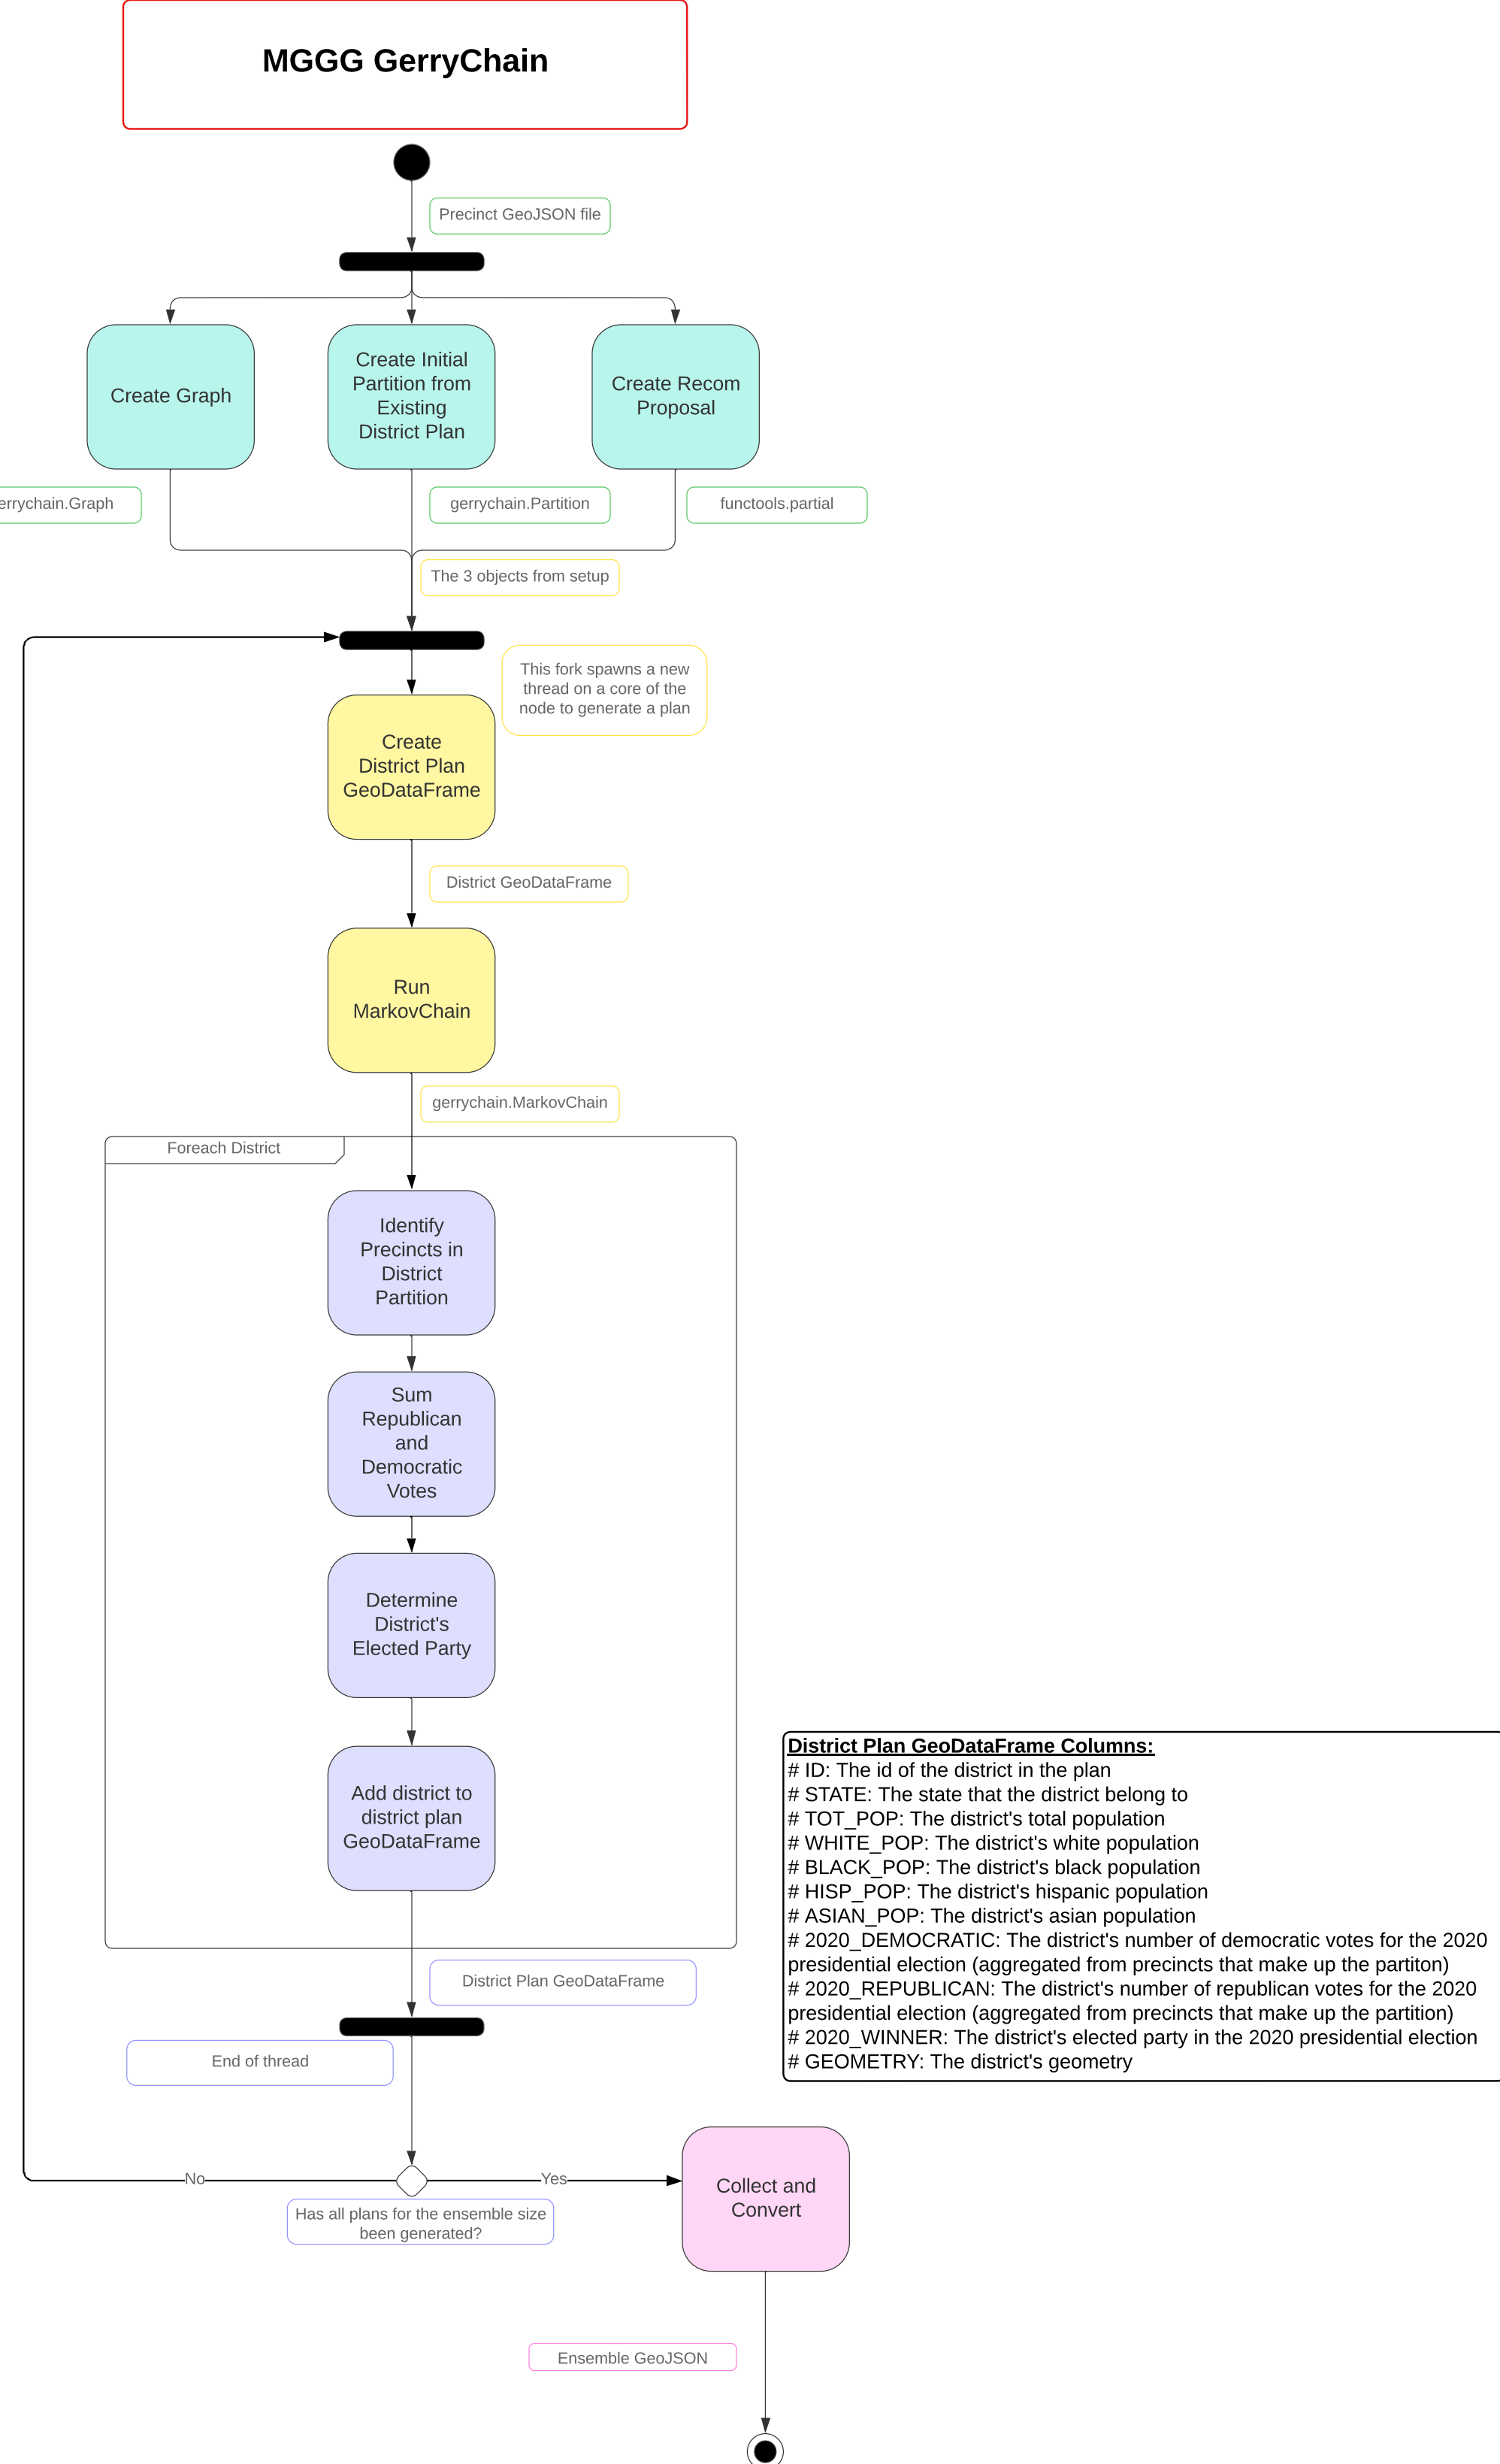 MGGG GerryChain
Precinct GeoJSON file
Create Graph
Create Initial
Partition from
Existing
District Plan
Create Recom
Proposal
errychain.Graph
gerrychain.Partition
functools.partial
The 3 objects from setup
This fork spawns a new
thread on a core of the
node to generate a plan
Create
District Plan
GeoDataFrame
District GeoDataFrame
Run
MarkovChain
gerrychain.MarkovChain
Foreach District
Identify
Precincts in
District
Partition
Sum
Republican
and
Democratic
Votes
Determine
District's
Elected Party
Add district to
district plan
GeoDataFrame
District Plan GeoDataFrame Columns:
# ID: The id of the district in the plan
# STATE: The state that the district belong to
# TOT_POP: The district's total population
# WHITE_POP: The district's white population
# BLACK_POP: The district's black population
# HISP_POP: The district's hispanic population
# ASIAN_POP: The district's asian population
# 2020_DEMOCRATIC: The district's number of democratic votes for the 2020
presidential election (aggregated from precincts that make up the partiton)
# 2020_REPUBLICAN: The district's number of republican votes for the 2020
presidential election (aggregated from precincts that make up the partition)
# 2020_WINNER: The district's elected party in the 2020 presidential election
# GEOMETRY: The district's geometry
District Plan GeoDataFrame
End of thread
No
Yes
Has all plans for the ensemble size
been generated?
Collect and
Convert
Ensemble GeoJSON